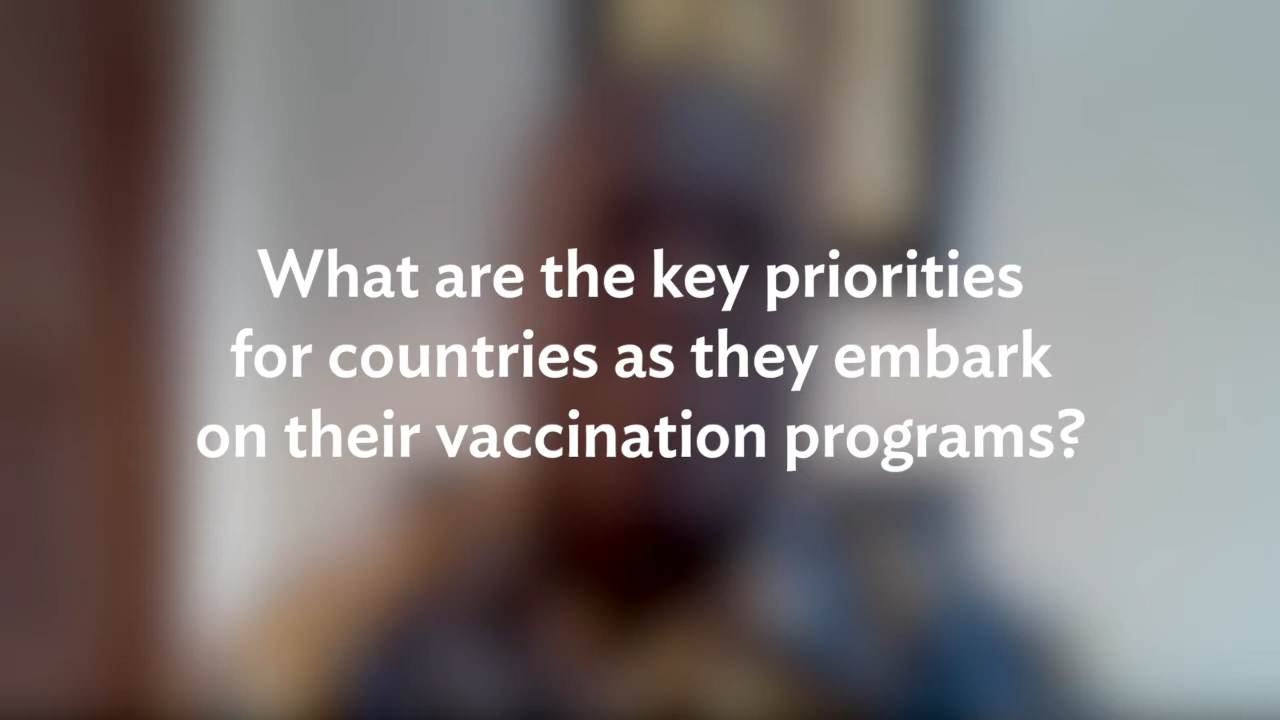 What are the key priorities
for countries as they embark
on their vaccination programs?